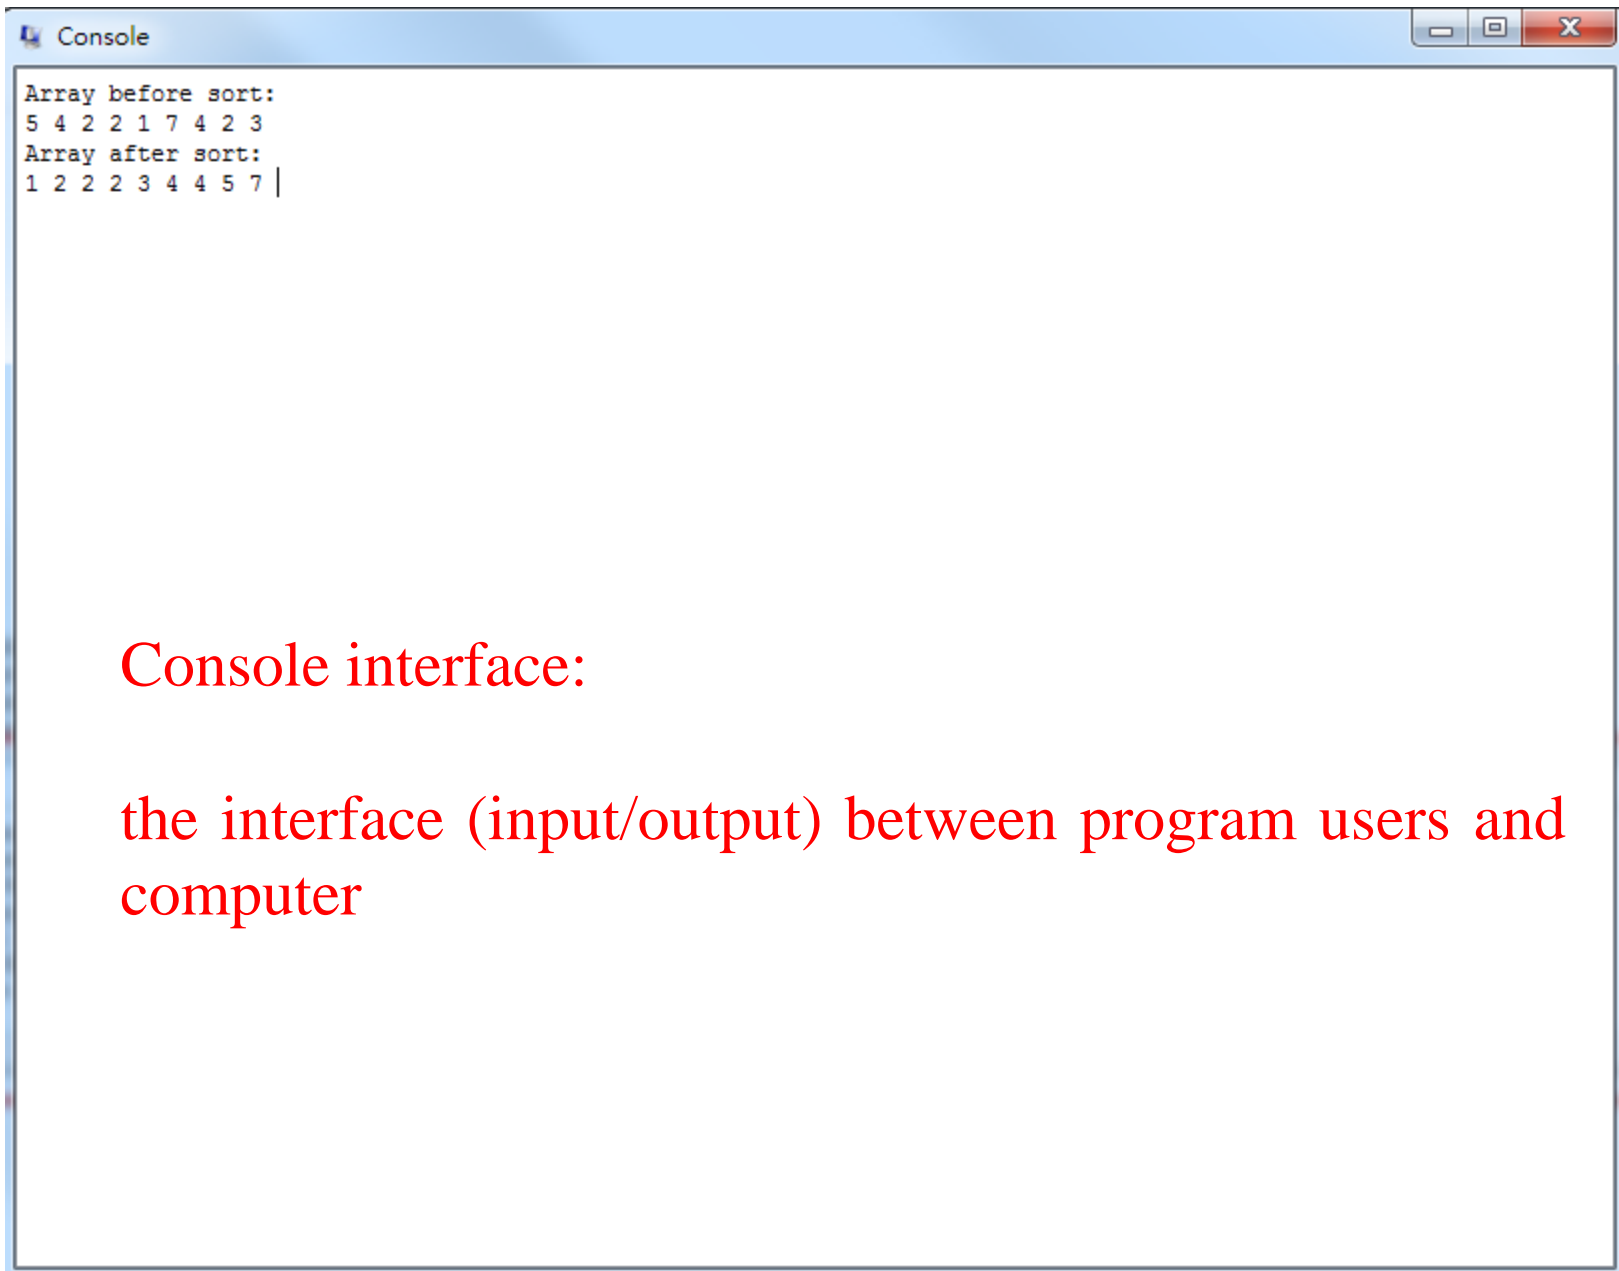 Console
Array before sort:
5 4 2 2 1 7 4 2 3
Array after sort:
1 2 2 2 3 4 4 5 7
Console interface:
the interface (input/output) between program users and
computer